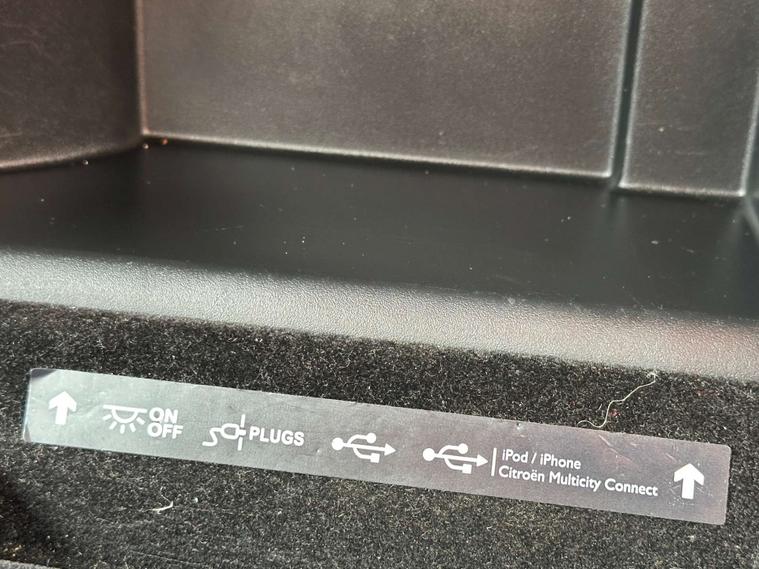 ON
OFF
PLUGS
iPod / iPhone
Citroën Multicity Connect